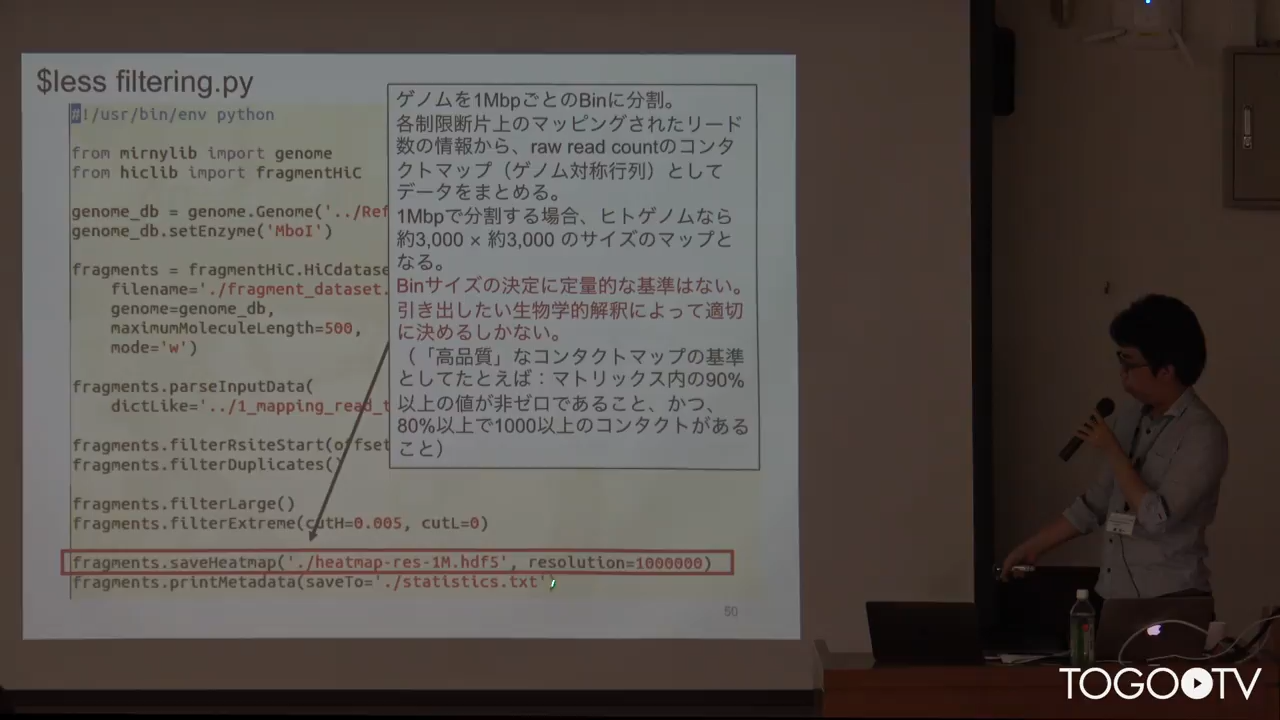 $less filtering.py
#!/usr/bin/env python
from mirnylib import genome
from hiclib import fragmentHiC
genome_db = genome.Genome('../Ref
genome_db.setEnzyme('MboI')
fragments = fragmentHiC.HiCdatase
filename='./fragment_dataset.
genome=genome_db,
maximumMoleculeLength=500,
mode='w')
fragments.parseInputData(
dictLike='../1_mapping_read_t
fragments.filterRsiteStart(offset
fragments.filterDuplicates()
fragments.filterLarge()
fragments.filterExtreme(cutH=0.005, cutL=0)
fragments.saveHeatmap('./heatmap-res-1M.hdf5', resolution=1000000)
fragments.printMetadata(saveTo='./statistics.txt')
ゲノムを1MbpごとのBinに分割。
各制限断片上のマッピングされたリード
数の情報から、raw read countのコンタ
クトマップ（ゲノム対称行列）として
データをまとめる。
1Mbpで分割する場合、ヒトゲノムなら
約3,000 × 約3,000 のサイズのマップと
なる。
Binサイズの決定に定量的な基準はない。
引き出したい生物学的解釈によって適切
に決めるしかない。
（「高品質」なコンタクトマップの基準
としてたとえば：マトリックス内の90%
以上の値が非ゼロであること、かつ、
80%以上で1000以上のコンタクトがある
こと）
50
TOGOTV